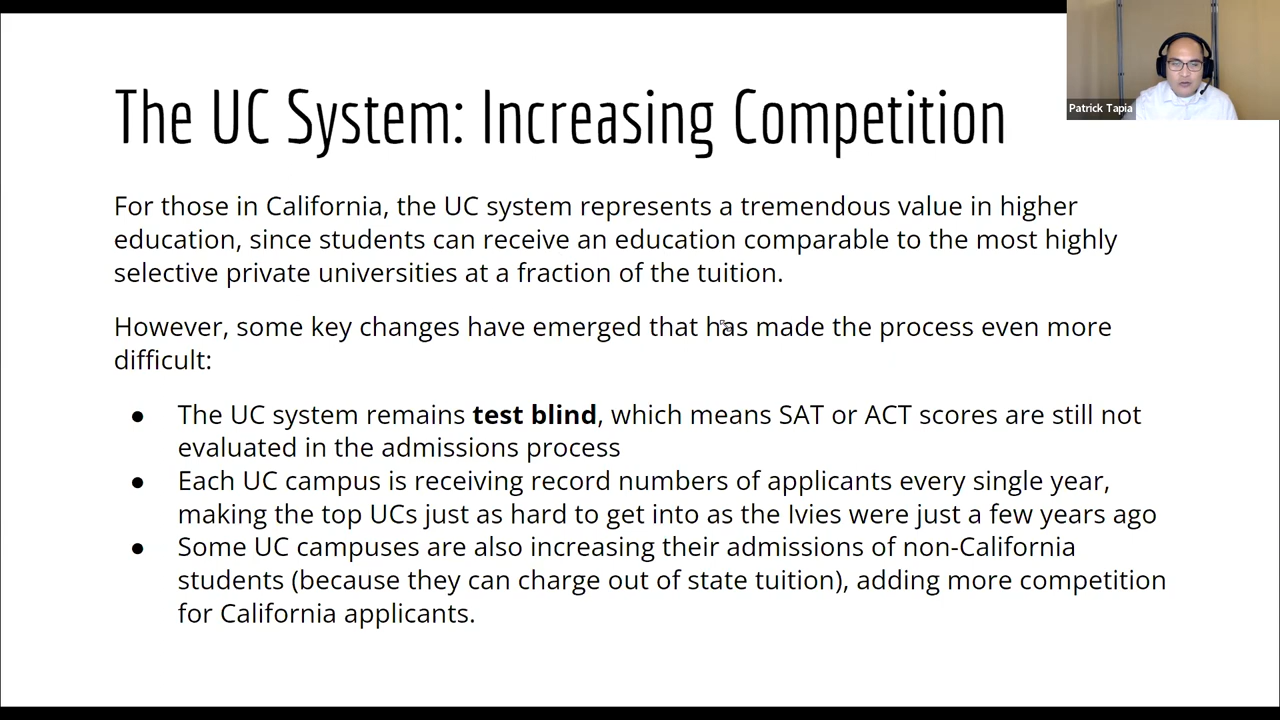 The UC System: Increasing Competition
Patrick Tapia
For those in California, the UC system represents a tremendous value in higher
education, since students can receive an education comparable to the most highly
selective private universities at a fraction of the tuition.
However, some key changes have emerged that has made the process even more
difficult:
● The UC system remains test blind, which means SAT or ACT scores are still not
evaluated in the admissions process
● Each UC campus is receiving record numbers of applicants every single year,
making the top UCs just as hard to get into as the Ivies were just a few years ago
● Some UC campuses are also increasing their admissions of non-California
students (because they can charge out of state tuition), adding more competition
for California applicants.